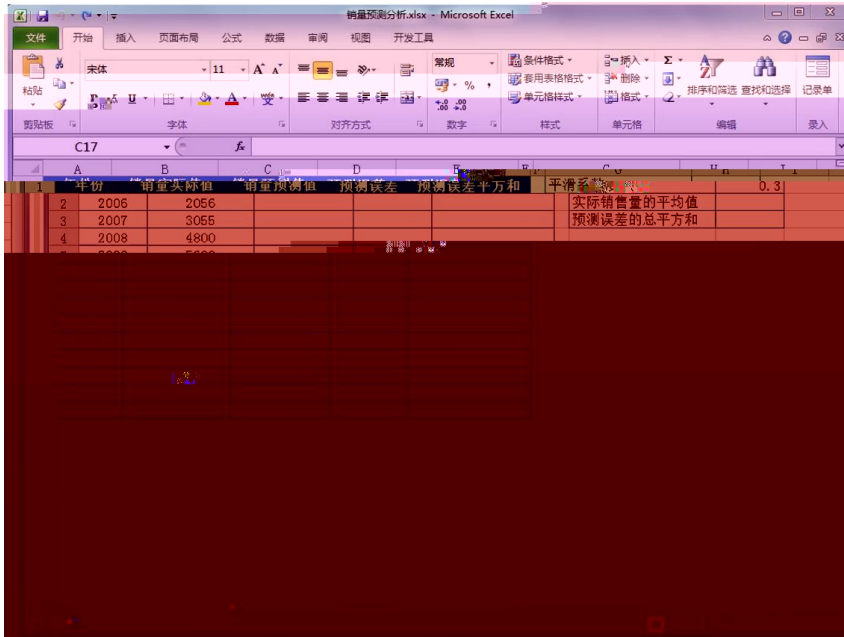 销量预测分析.xlsx - Microsoft Excel
文件 开始 插入 页面布局 公式 数据 审阅 视图 开发工具
宋体 11 A A 常规 条件格式 插入 Σ
粘贴 套用表格格式 删除 排序和筛选 查找和选择 记录单
B U A % , 单元格样式 格式
剪贴板 字体 对齐方式 数字 样式 单元格 编辑 录入
C17 fx
A B C D
1 年份 销量实际值 销量预测值 预测误差 预测误差平方和 平滑系数 0.3
2 2006 2056 实际销售量的平均值
3 2007 3055 预测误差的总平方和
4 2008 4800